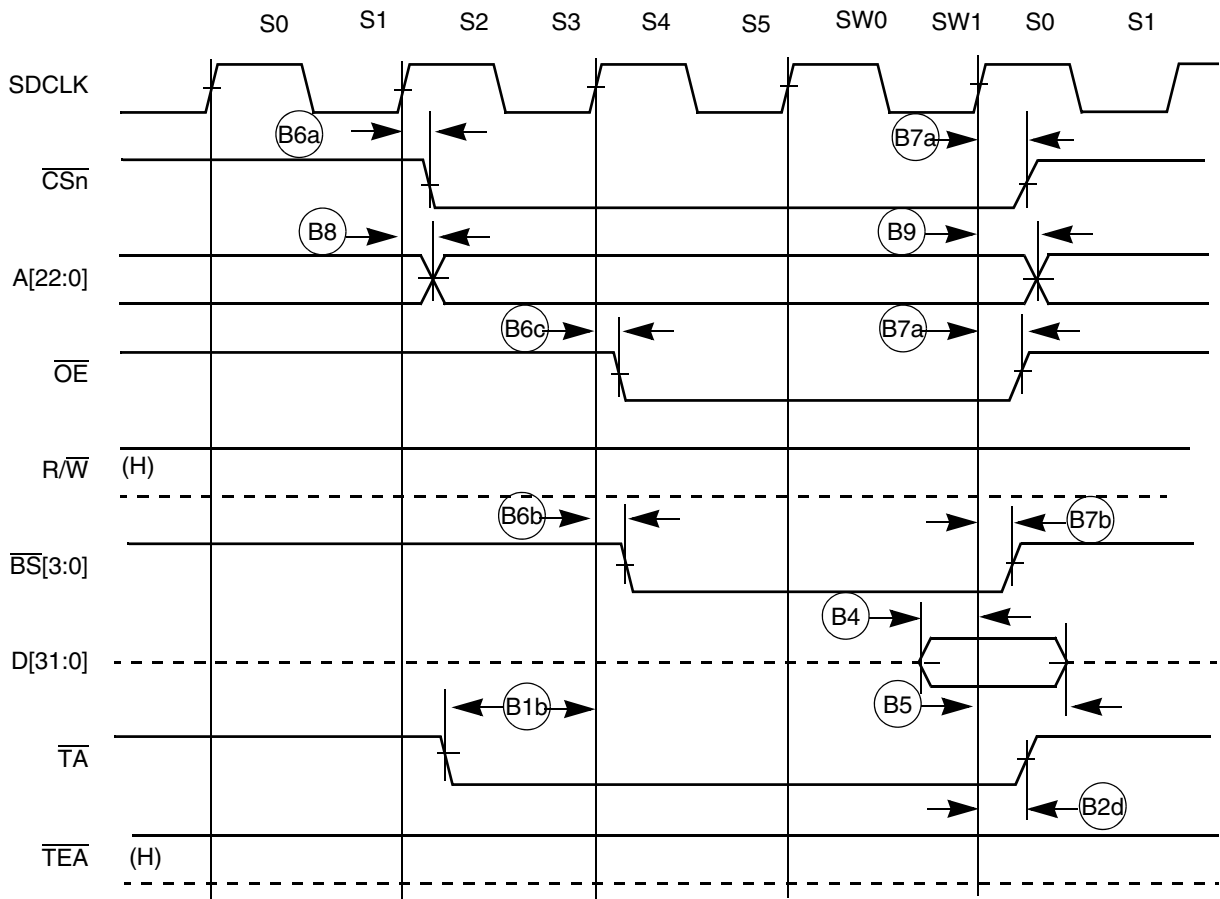 S0 S1 S2 S3 S4 S5 SW0 SW1 S0 S1
SDCLK
B6a B7a
CSn
B8 B9
A[22:0]
B6c B7a
OE
R/W (H)
B6b B7b
BS[3:0]
B4
D[31:0]
B1b B5
TA
B2d
TEA (H)